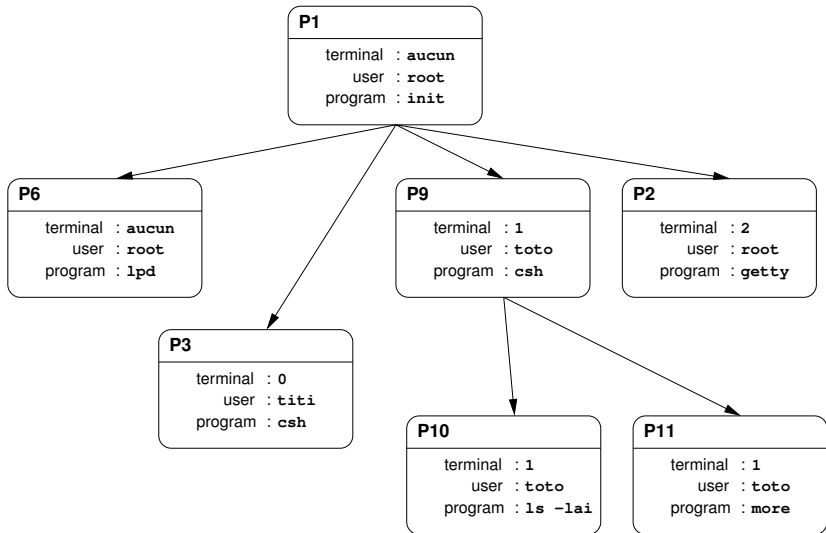 P1
terminal : aucun
user : root
program : init
P6
terminal : aucun
user : root
program : lpd
P9
terminal : 1
user : toto
program : csh
P2
terminal : 2
user : root
program : getty
P3
terminal : 0
user : titi
program : csh
P10
terminal : 1
user : toto
program : ls −lai
P11
terminal : 1
user : toto
program : more